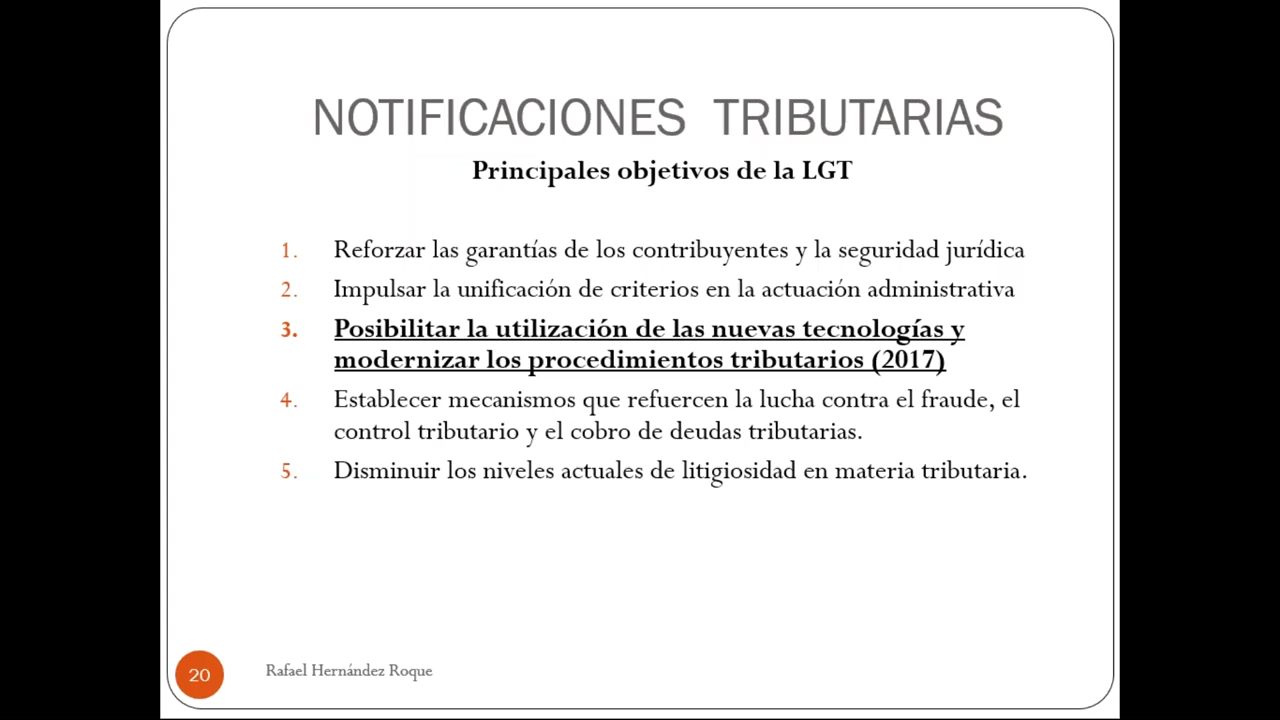 NOTIFICACIONES TRIBUTARIAS
Principales objetivos de la LGT
1. Reforzar las garantías de los contribuyentes y la seguridad jurídica
2. Impulsar la unificación de criterios en la actuación administrativa
3. Posibilitar la utilización de las nuevas tecnologías y
modernizar los procedimientos tributarios (2017)
4. Establecer mecanismos que refuercen la lucha contra el fraude, el
control tributario y el cobro de deudas tributarias.
5. Disminuir los niveles actuales de litigiosidad en materia tributaria.
20 Rafael Hernández Roque